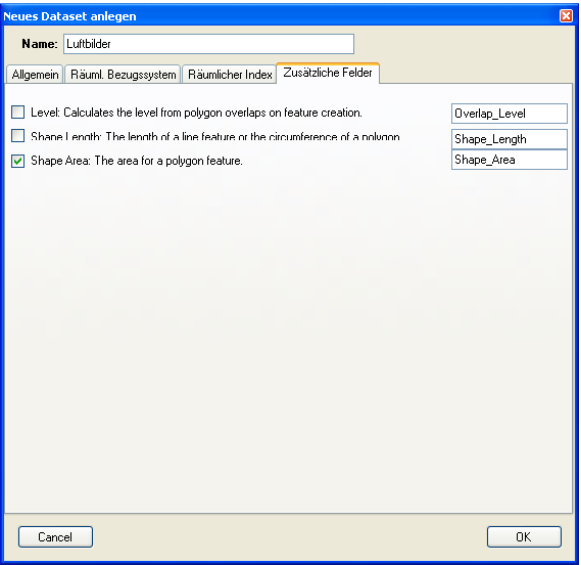 Neues Dataset anlegen
Name: Luftbilder
Allgemein Räuml. Bezugssystem Räumlicher Index Zusätzliche Felder
Level: Calculates the level from polygon overlaps on feature creation. Overlap_Level
Shape Length: The length of a line feature or the circumference of a polygon Shape_Length
Shape Area: The area for a polygon feature. Shape_Area
Cancel OK